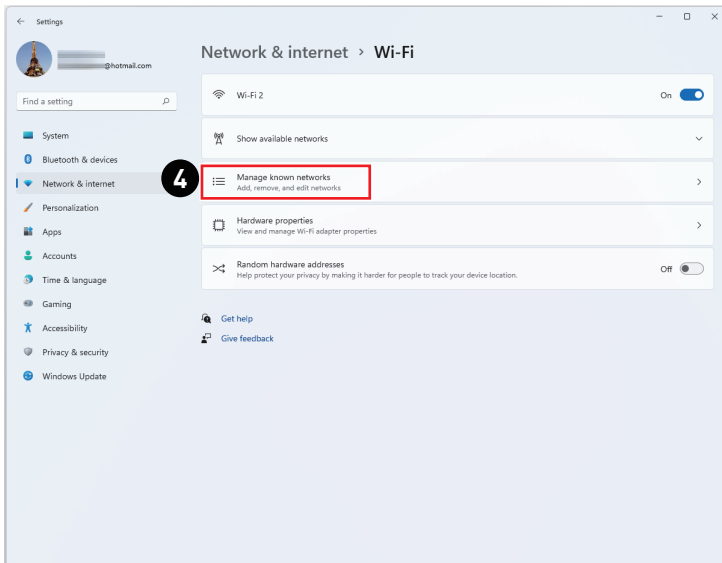 Settings
@hotmail.com
Find a setting
System
Bluetooth & devices
Network & internet
Personalization
Apps
Accounts
Time & language
Gaming
Accessibility
Privacy & security
Windows Update
Network & internet › Wi-Fi
Wi-Fi 2
On
Show available networks
4
Manage known networks
Add, remove, and edit networks
Hardware properties
View and manage Wi-Fi adapter properties
Random hardware addresses
Help protect your privacy by making it harder for people to track your device location.
Off
Get help
Give feedback